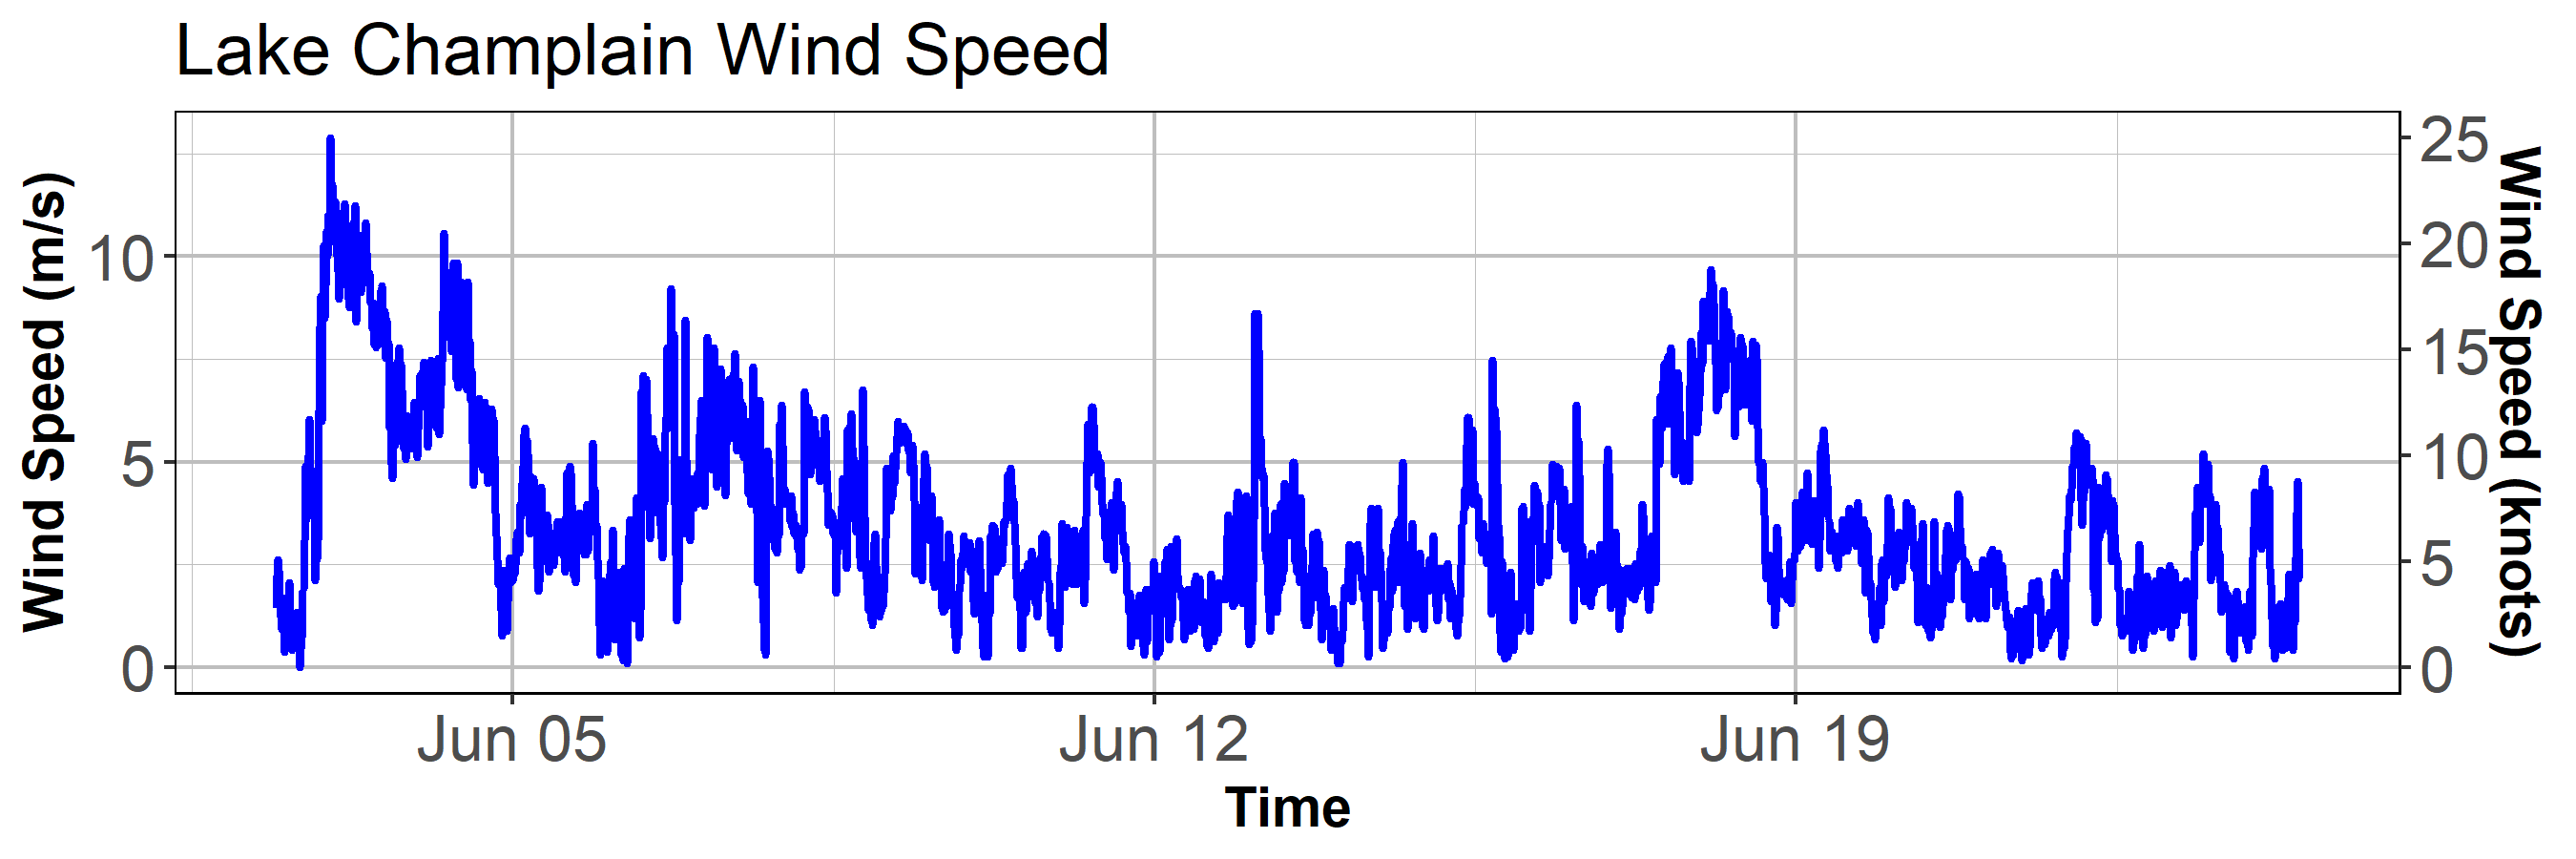 Lake Champlain Wind Speed
Wind Speed (m/s)
10
5
0
25
20
15
10
5
0
Wind Speed (knots)
Jun 05
Jun 12
Jun 19
Time